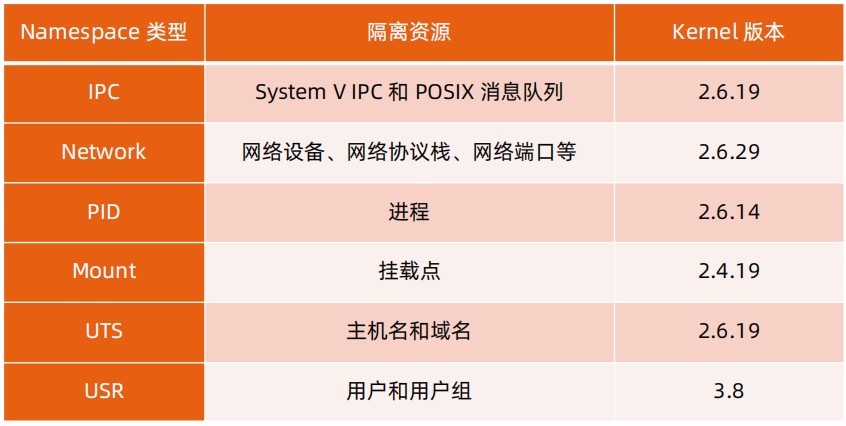 Namespace 类型 隔离资源 Kernel 版本
IPC System V IPC 和 POSIX 消息队列 2.6.19
Network 网络设备、网络协议栈、网络端口等 2.6.29
PID 进程 2.6.14
Mount 挂载点 2.4.19
UTS 主机名和域名 2.6.19
USR 用户和用户组 3.8